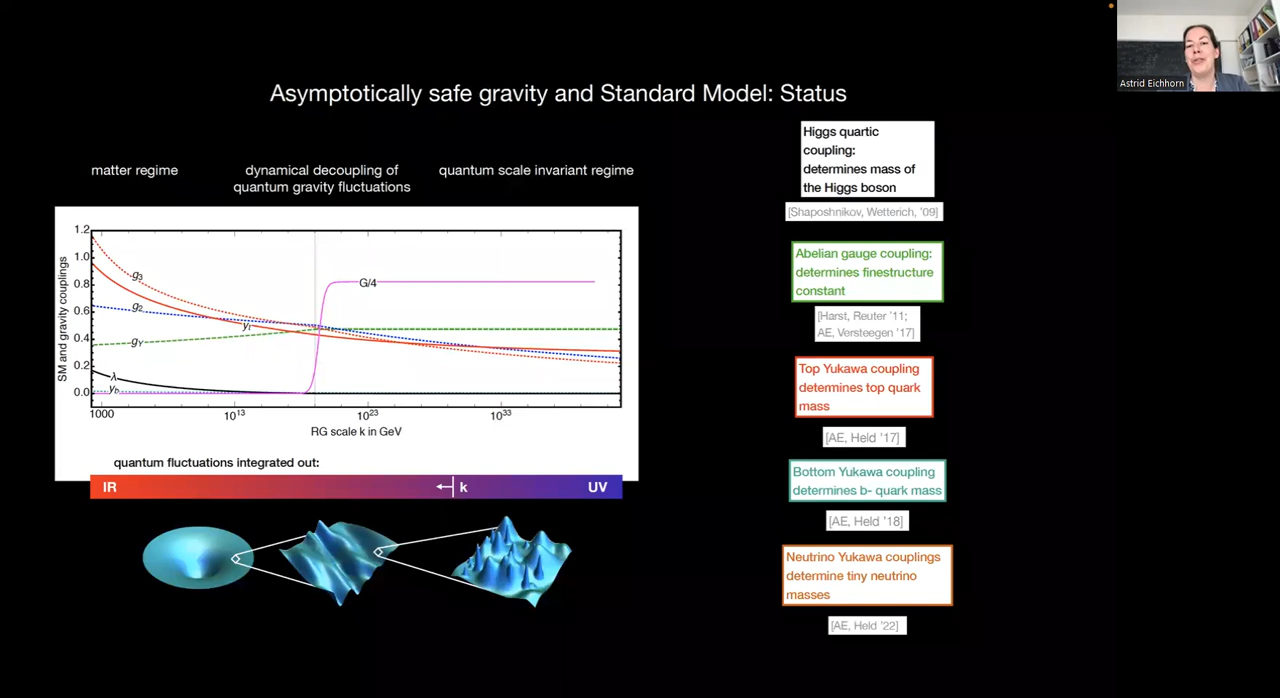 Astrid Eichhorn
Asymptotically safe gravity and Standard Model: Status
matter regime
dynamical decoupling of
quantum gravity fluctuations
quantum scale invariant regime
SM and gravity couplings
1.2
1.0
0.8
0.6
0.4
0.2
0.0
g3
g2
yt
gY
λ
yb
G/4
1000
10^13
10^23
10^33
RG scale k in GeV
quantum fluctuations integrated out:
IR
k
UV
Higgs quartic
coupling:
determines mass of
the Higgs boson
[Shaposhnikov, Wetterich, '09]
Abelian gauge coupling:
determines finestructure
constant
[Harst, Reuter '11;
AE, Versteegen '17]
Top Yukawa coupling
determines top quark
mass
[AE, Held '17]
Bottom Yukawa coupling
determines b- quark mass
[AE, Held '18]
Neutrino Yukawa couplings
determine tiny neutrino
masses
[AE, Held '22]